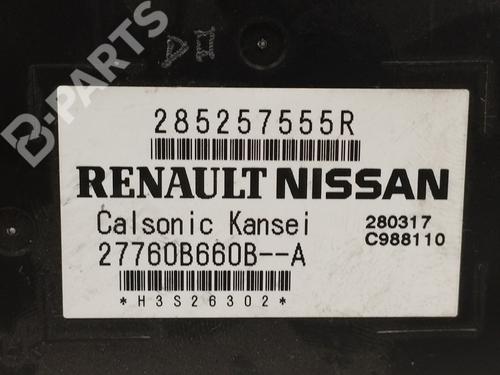 B-PARTS
285257555R
RENAULT NISSAN
Calsonic Kansei
27760B660B--A
280317
C988110
*H3S26302*